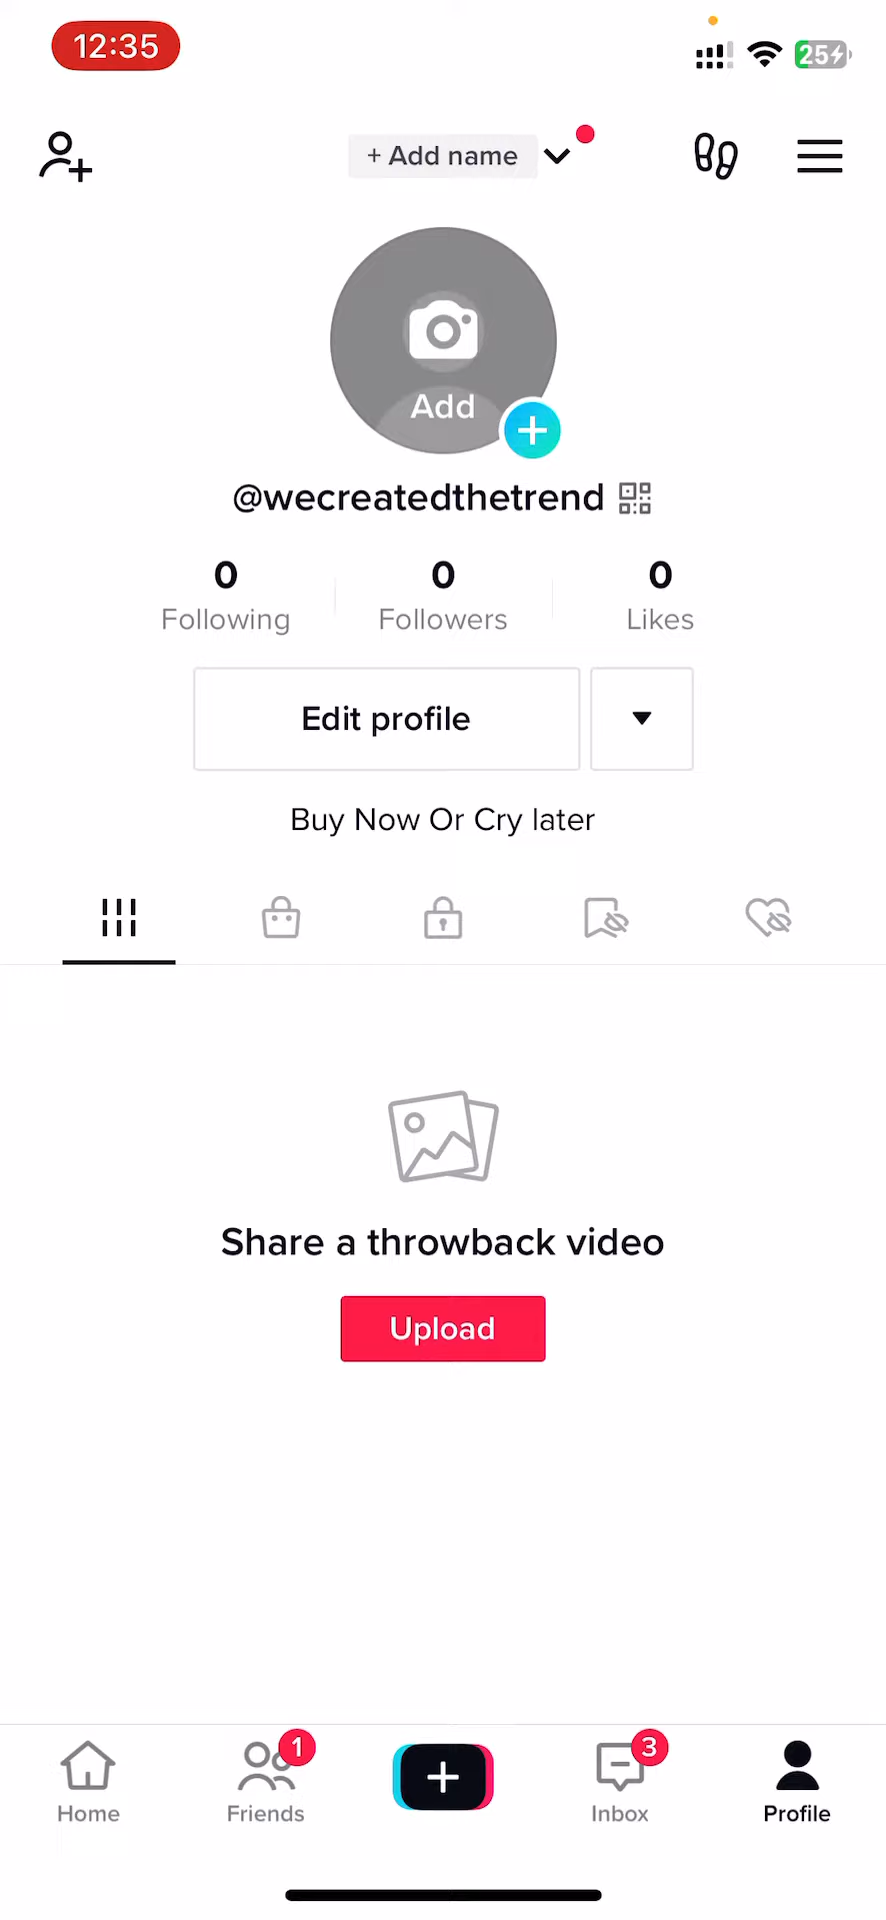 12:35
25
+ Add name
Add
@wecreatedthetrend
0 0 0
Following Followers Likes
Edit profile
Buy Now Or Cry later
Share a throwback video
Upload
1 3
Home Friends Inbox Profile